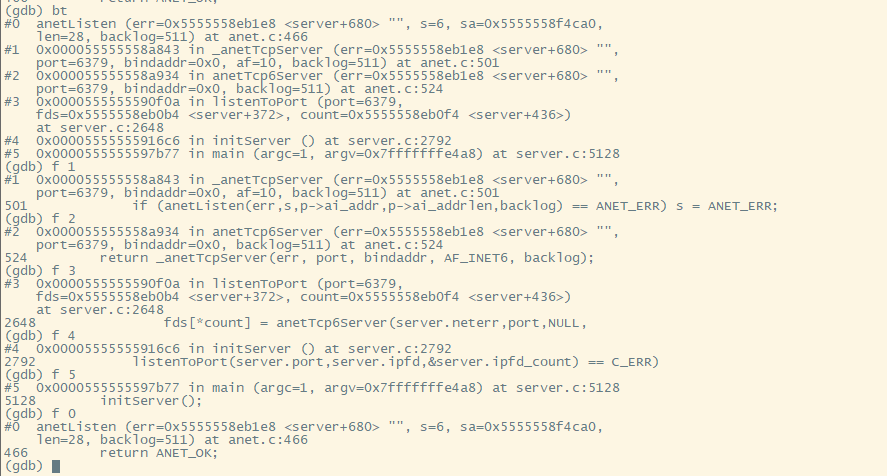 (gdb) bt
#0  anetListen (err=0x5555558eb1e8 <server+680> "", s=6, sa=0x5555558f4ca0,
    len=28, backlog=511) at anet.c:466
#1  0x000055555558a843 in _anetTcpServer (err=0x5555558eb1e8 <server+680> "",
    port=6379, bindaddr=0x0, af=10, backlog=511) at anet.c:501
#2  0x000055555558a934 in anetTcp6Server (err=0x5555558eb1e8 <server+680> "",
    port=6379, bindaddr=0x0, backlog=511) at anet.c:524
#3  0x0000555555590f0a in listenToPort (port=6379,
    fds=0x5555558eb0b4 <server+372>, count=0x5555558eb0f4 <server+436>)
    at server.c:2648
#4  0x00005555555916c6 in initServer () at server.c:2792
#5  0x0000555555597b77 in main (argc=1, argv=0x7fffffffe4a8) at server.c:5128
(gdb) f 1
#1  0x000055555558a843 in _anetTcpServer (err=0x5555558eb1e8 <server+680> "",
    port=6379, bindaddr=0x0, af=10, backlog=511) at anet.c:501
501             if (anetListen(err,s,p->ai_addr,p->ai_addrlen,backlog) == ANET_ERR) s = ANET_ERR;
(gdb) f 2
#2  0x000055555558a934 in anetTcp6Server (err=0x5555558eb1e8 <server+680> "",
    port=6379, bindaddr=0x0, backlog=511) at anet.c:524
524         return _anetTcpServer(err, port, bindaddr, AF_INET6, backlog);
(gdb) f 3
#3  0x0000555555590f0a in listenToPort (port=6379,
    fds=0x5555558eb0b4 <server+372>, count=0x5555558eb0f4 <server+436>)
    at server.c:2648
2648                fds[*count] = anetTcp6Server(server.neterr,port,NULL,
(gdb) f 4
#4  0x00005555555916c6 in initServer () at server.c:2792
2792            listenToPort(server.port,server.ipfd,&server.ipfd_count) == C_ERR)
(gdb) f 5
#5  0x0000555555597b77 in main (argc=1, argv=0x7fffffffe4a8) at server.c:5128
5128        initServer();
(gdb) f 0
#0  anetListen (err=0x5555558eb1e8 <server+680> "", s=6, sa=0x5555558f4ca0,
    len=28, backlog=511) at anet.c:466
466         return ANET_OK;
(gdb)